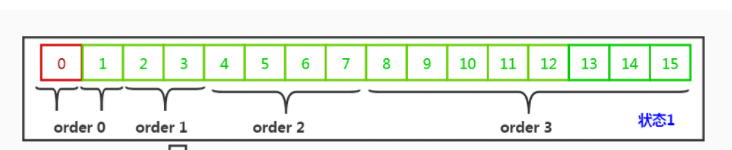 0 1 2 3 4 5 6 7 8 9 10 11 12 13 14 15
order 0 order 1 order 2 order 3 状态1